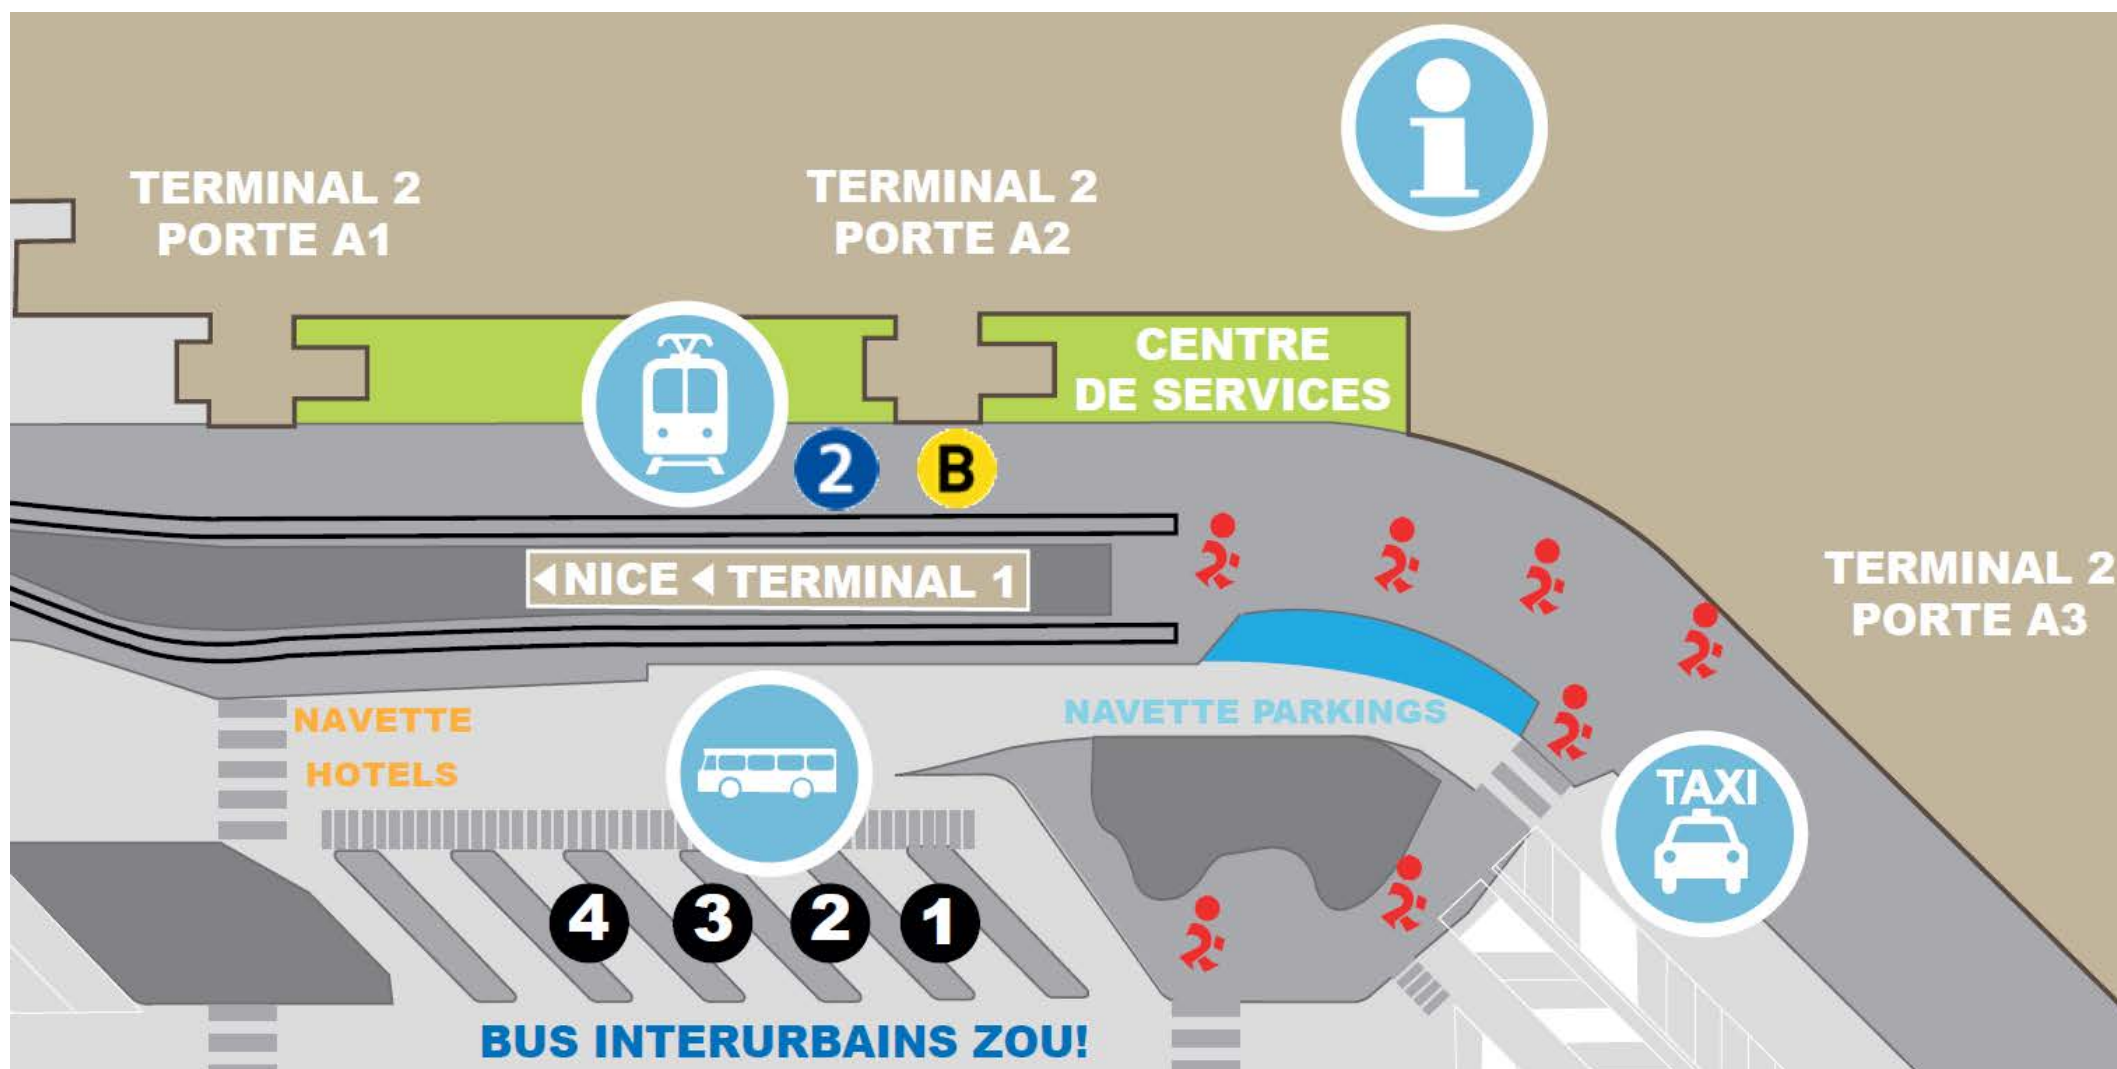 TERMINAL 2
PORTE A1
TERMINAL 2
PORTE A2
CENTRE
DE SERVICES
2
B
NICE TERMINAL 1
TERMINAL 2
PORTE A3
NAVETTE
HOTELS
NAVETTE PARKINGS
TAXI
4
3
2
1
BUS INTERURBAINS ZOU!